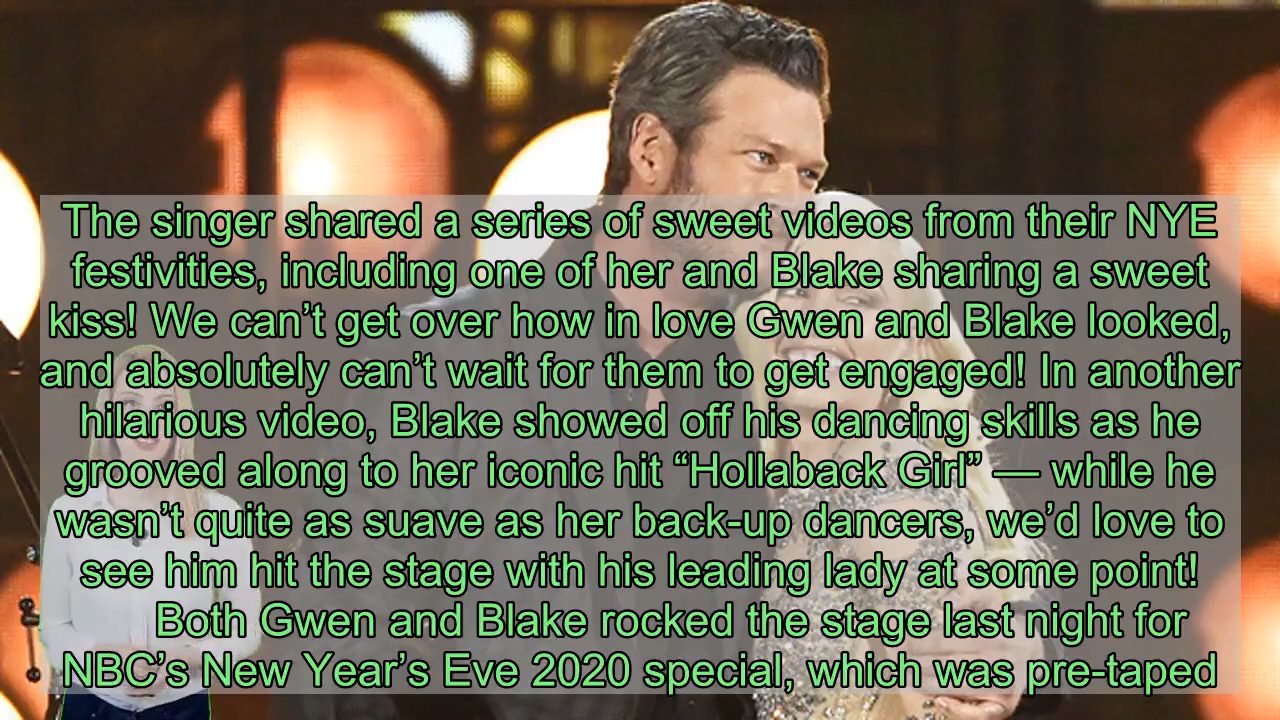 The singer shared a series of sweet videos from their NYE
festivities, including one of her and Blake sharing a sweet
kiss! We can’t get over how in love Gwen and Blake looked,
and absolutely can’t wait for them to get engaged! In another
hilarious video, Blake showed off his dancing skills as he
grooved along to her iconic hit “Hollaback Girl” — while he
wasn’t quite as suave as her back-up dancers, we’d love to
see him hit the stage with his leading lady at some point!
Both Gwen and Blake rocked the stage last night for
NBC’s New Year’s Eve 2020 special, which was pre-taped